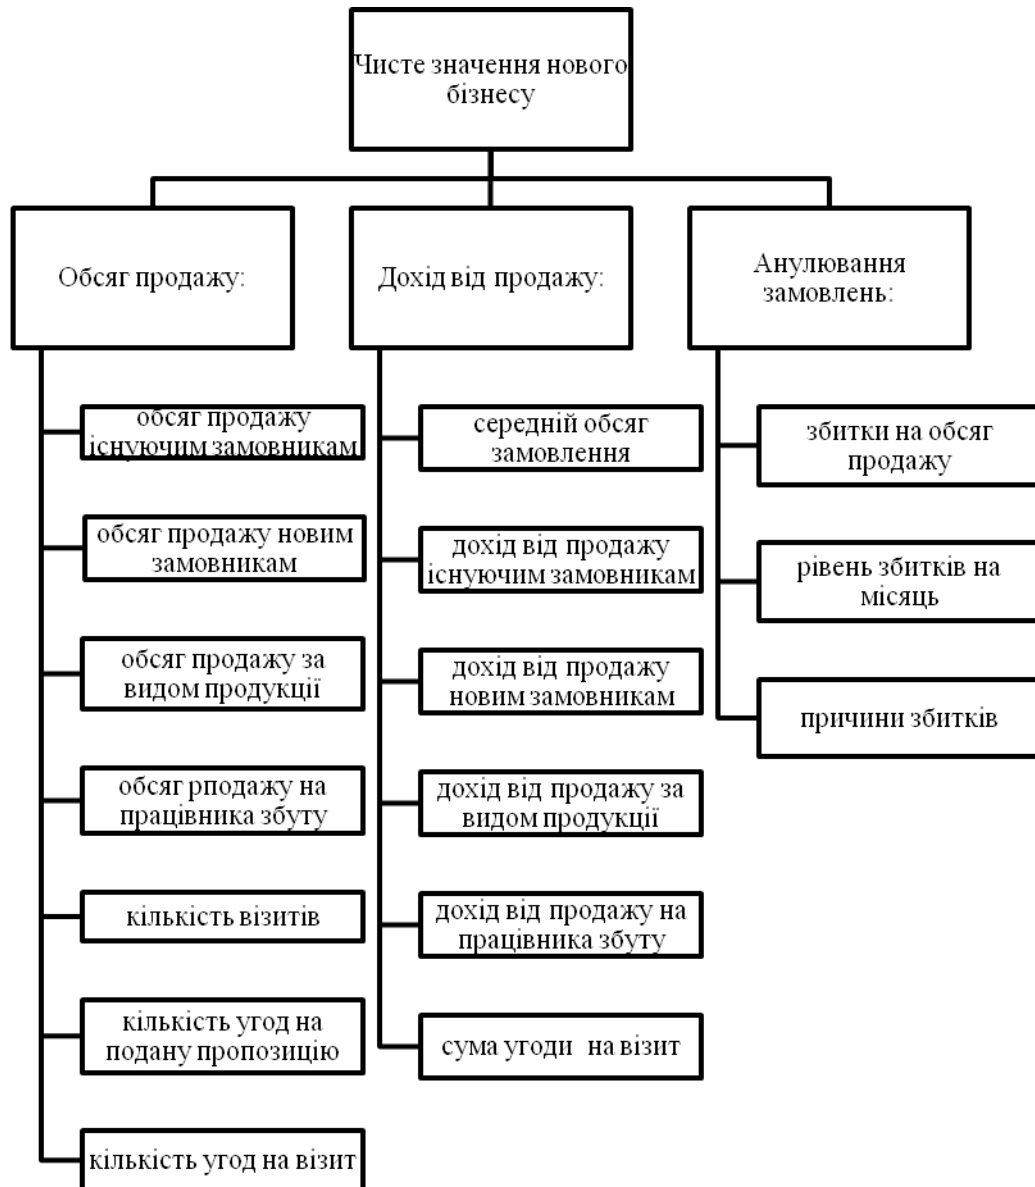 Чисте значення нового
бізнесу
Обсяг продажу:
Дохід від продажу:
Анулювання
замовлень:
обсяг продажу
існуючим замовникам
обсяг продажу новим
замовникам
обсяг продажу за
видом продукції
обсяг рподажу на
працівника збуту
кількість візитів
кількість угод на
подану пропозицію
кількість угод на візит
середній обсяг
замовлення
дохід від продажу
існуючим замовникам
дохід від продажу
новим замовникам
дохід від продажу за
видом продукції
дохід від продажу на
працівника збуту
сума угоди на візит
збитки на обсяг
продажу
рівень збитків на
місяць
причини збитків